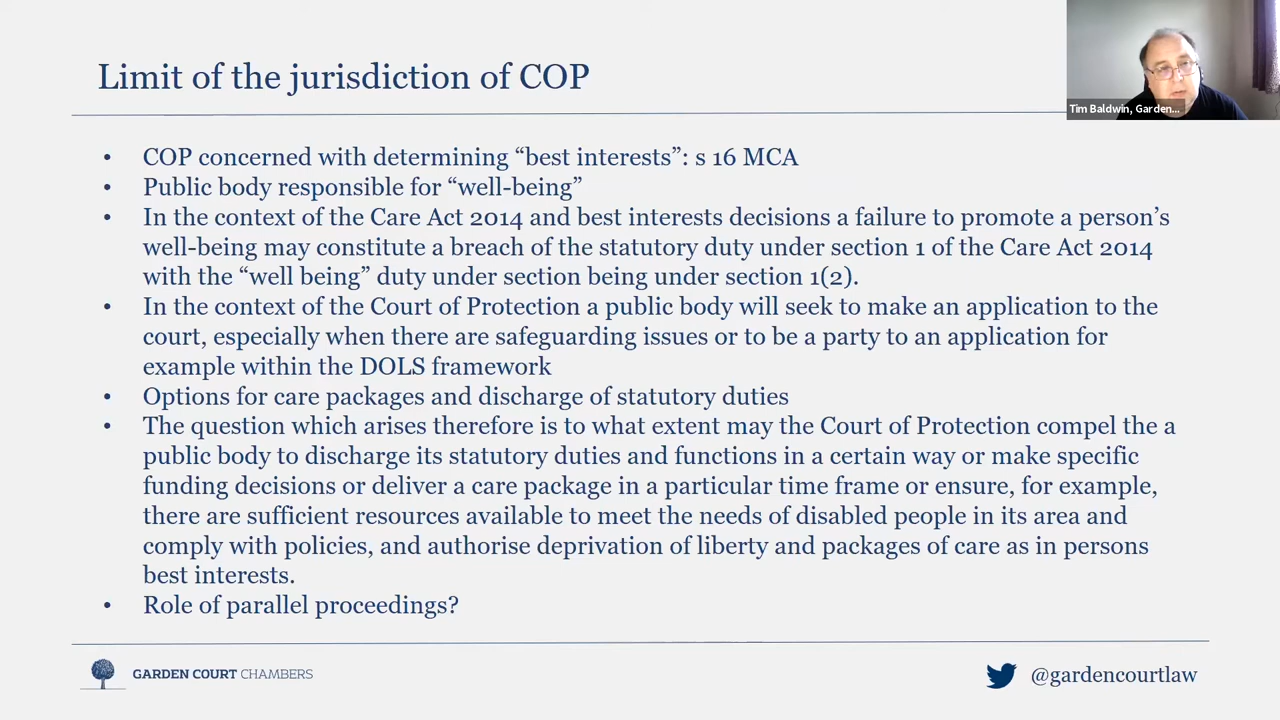 Limit of the jurisdiction of COP
Tim Baldwin, Garden...
• COP concerned with determining “best interests”: s 16 MCA
• Public body responsible for “well-being”
• In the context of the Care Act 2014 and best interests decisions a failure to promote a person’s
well-being may constitute a breach of the statutory duty under section 1 of the Care Act 2014
with the “well being” duty under section being under section 1(2).
• In the context of the Court of Protection a public body will seek to make an application to the
court, especially when there are safeguarding issues or to be a party to an application for
example within the DOLS framework
• Options for care packages and discharge of statutory duties
• The question which arises therefore is to what extent may the Court of Protection compel the a
public body to discharge its statutory duties and functions in a certain way or make specific
funding decisions or deliver a care package in a particular time frame or ensure, for example,
there are sufficient resources available to meet the needs of disabled people in its area and
comply with policies, and authorise deprivation of liberty and packages of care as in persons
best interests.
• Role of parallel proceedings?
GARDEN COURT CHAMBERS
@gardencourtlaw